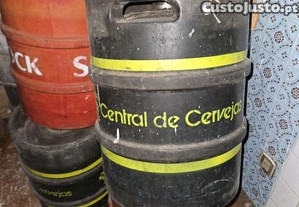 CustoJusto.pt
CK S
Central de Cervejas
Cervejas